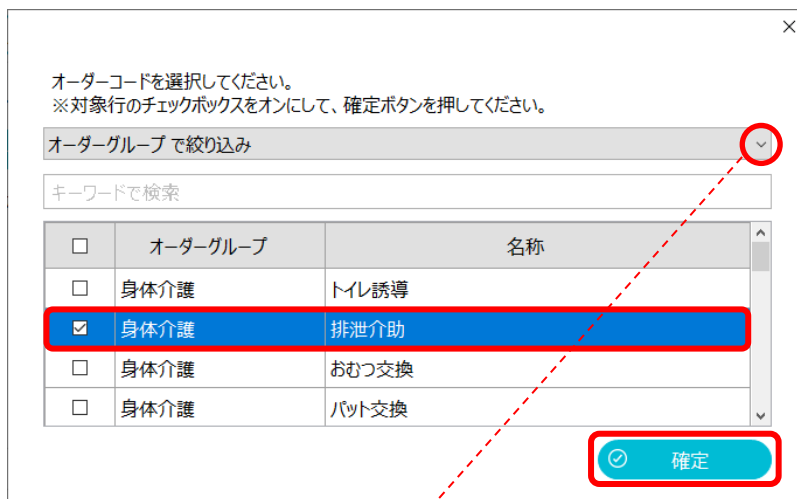 オーダーコードを選択してください。
※対象行のチェックボックスをオンにして、確定ボタンを押してください。
オーダーグループ で絞り込み
キーワードで検索
オーダーグループ 名称
身体介護 トイレ誘導
身体介護 排泄介助
身体介護 おむつ交換
身体介護 パット交換
確定